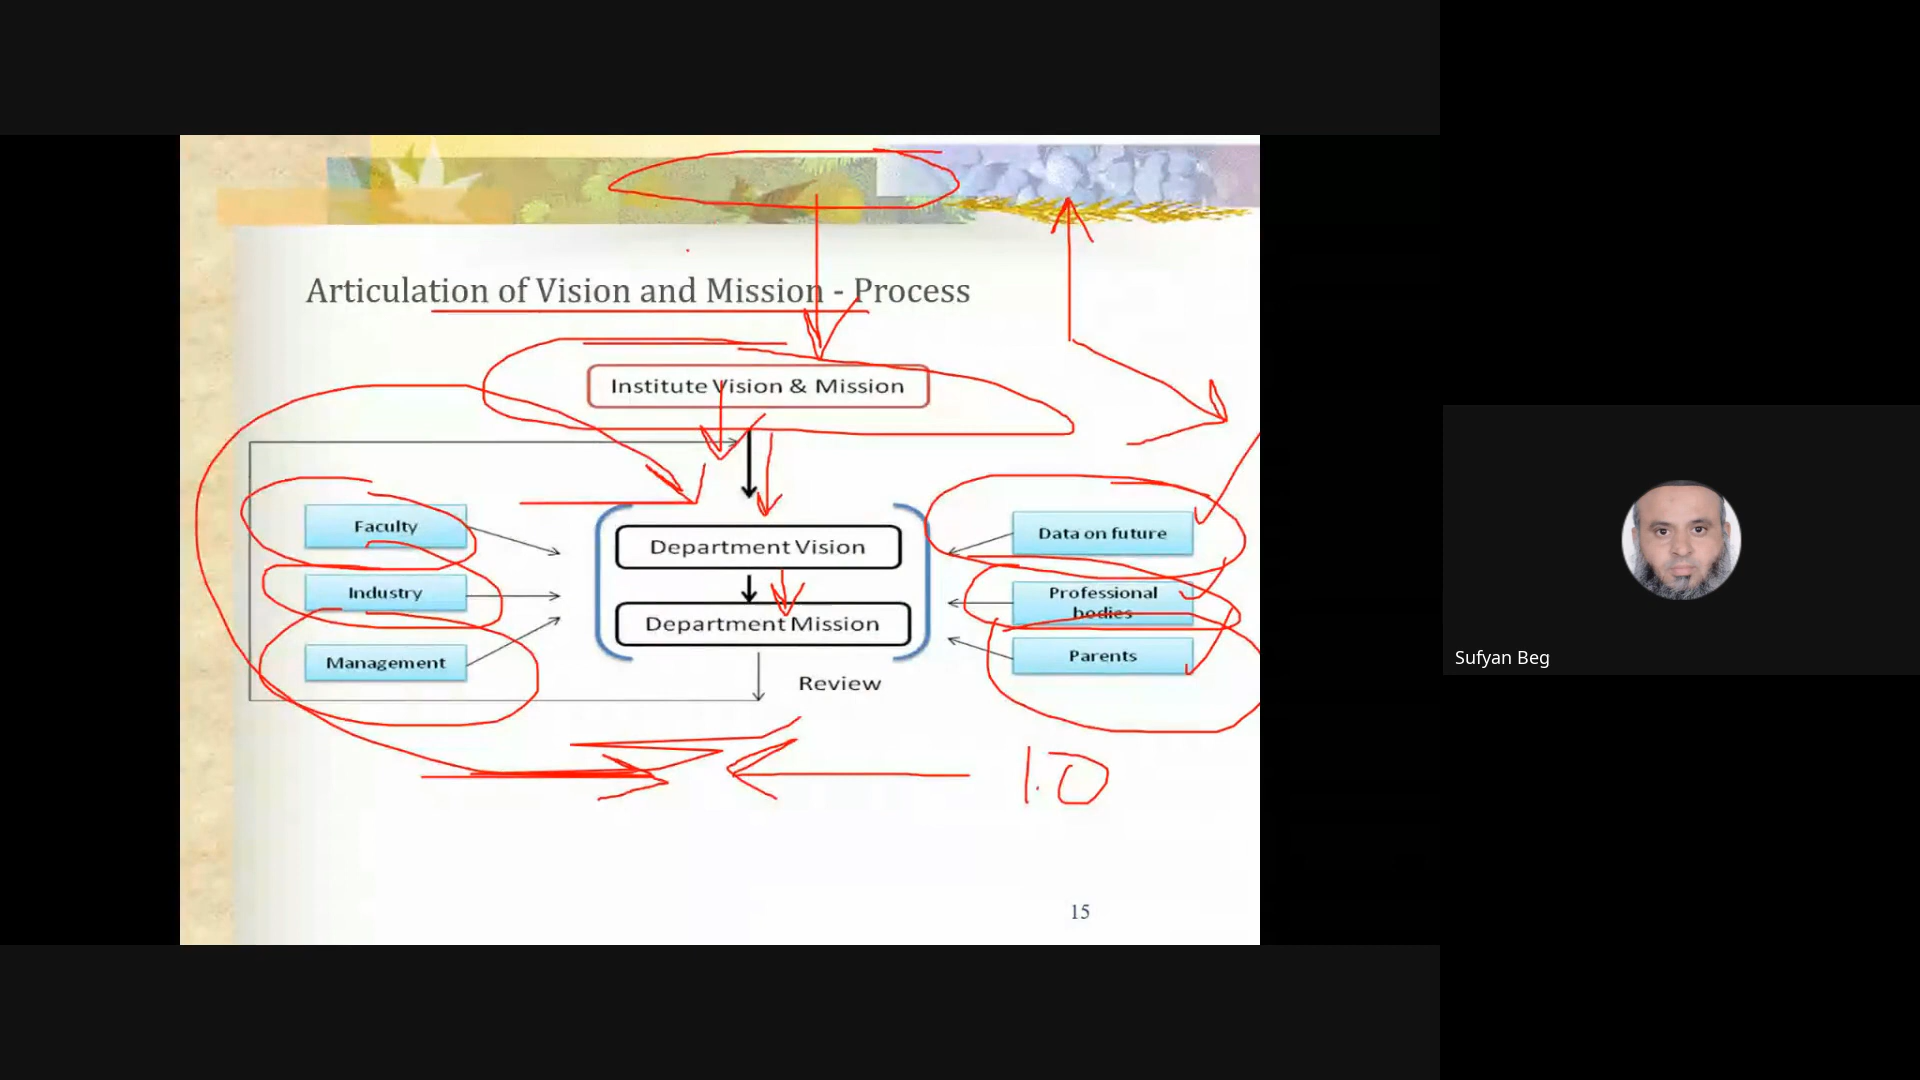 Articulation of Vision and Mission - Process
Institute Vision & Mission
Faculty
Industry
Management
Department Vision
Department Mission
Review
Data on future
Professional
bodies
Parents
1.0
15
Sufyan Beg